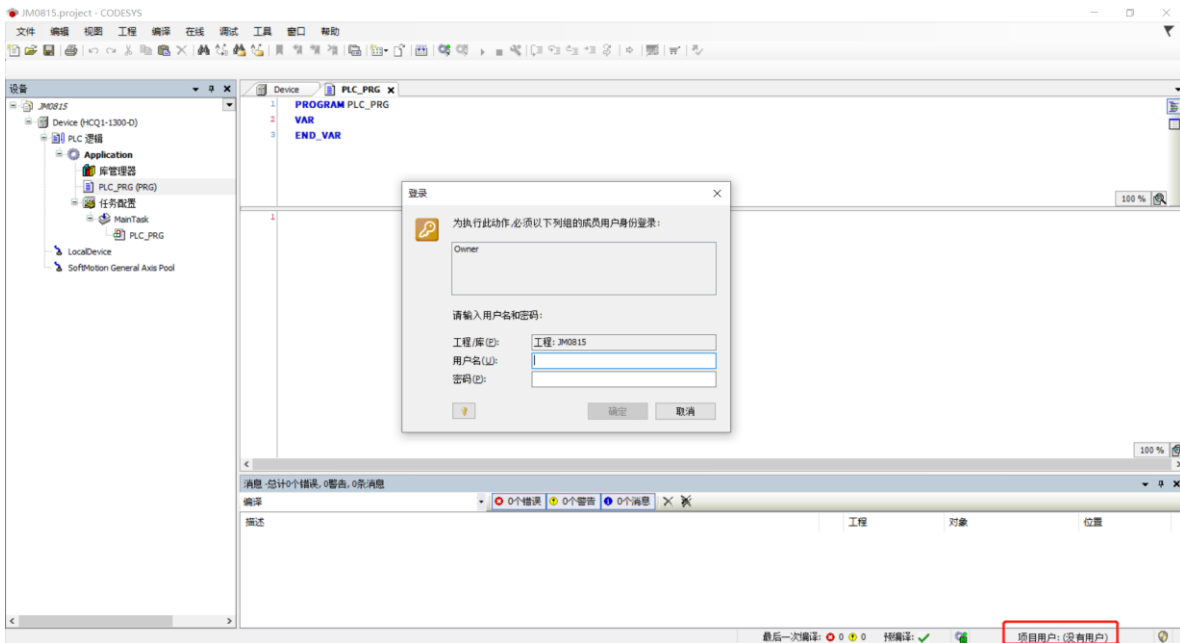 JM0815.project - CODESYS
文件 编辑 视图 工程 编译 在线 调试 工具 窗口 帮助
设备
JM0815
Device (HCQ1-1300-D)
PLC 逻辑
Application
库管理器
PLC_PRG (PRG)
任务配置
MainTask
PLC_PRG
LocalDevice
SoftMotion General Axis Pool
Device PLC_PRG
1 PROGRAM PLC_PRG
2 VAR
3 END_VAR
100 %
1
登录
为执行此动作,必须以下列组的成员用户身份登录:
Owner
请输入用户名和密码:
工程/库(P): 工程: JM0815
用户名(U):
密码(P):
确定 取消
100 %
消息 -总计0个错误, 0警告, 0条消息
编译 0个错误 0个警告 0个消息
描述 工程 对象 位置
最后一次编译: 0 0 预编译: 项目用户: (没有用户)